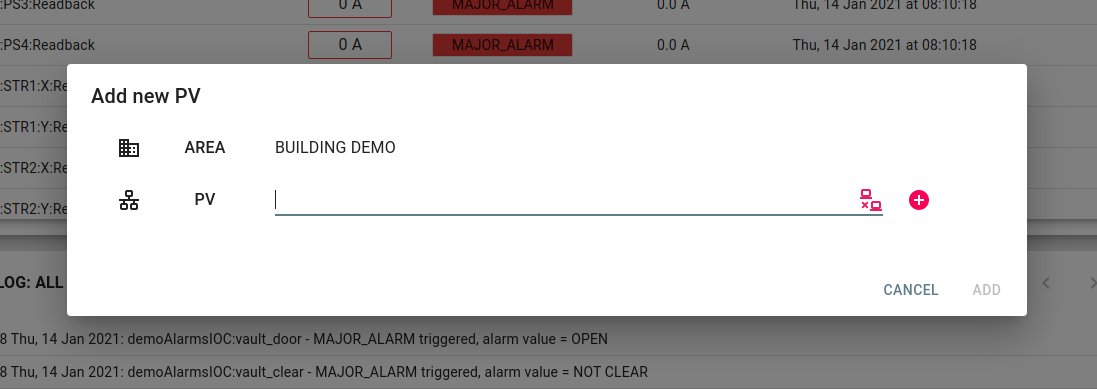 :PS3:Readback 0 A MAJOR_ALARM 0.0 A Thu, 14 Jan 2021 at 08:10:18
:PS4:Readback 0 A MAJOR_ALARM 0.0 A Thu, 14 Jan 2021 at 08:10:18
:STR1:X:Re
:STR1:Y:Re
:STR2:X:Re
:STR2:Y:Re
Add new PV
AREA BUILDING DEMO
PV
CANCEL ADD
LOG: ALL
8 Thu, 14 Jan 2021: demoAlarmsIOC:vault_door - MAJOR_ALARM triggered, alarm value = OPEN
8 Thu, 14 Jan 2021: demoAlarmsIOC:vault_clear - MAJOR_ALARM triggered, alarm value = NOT CLEAR